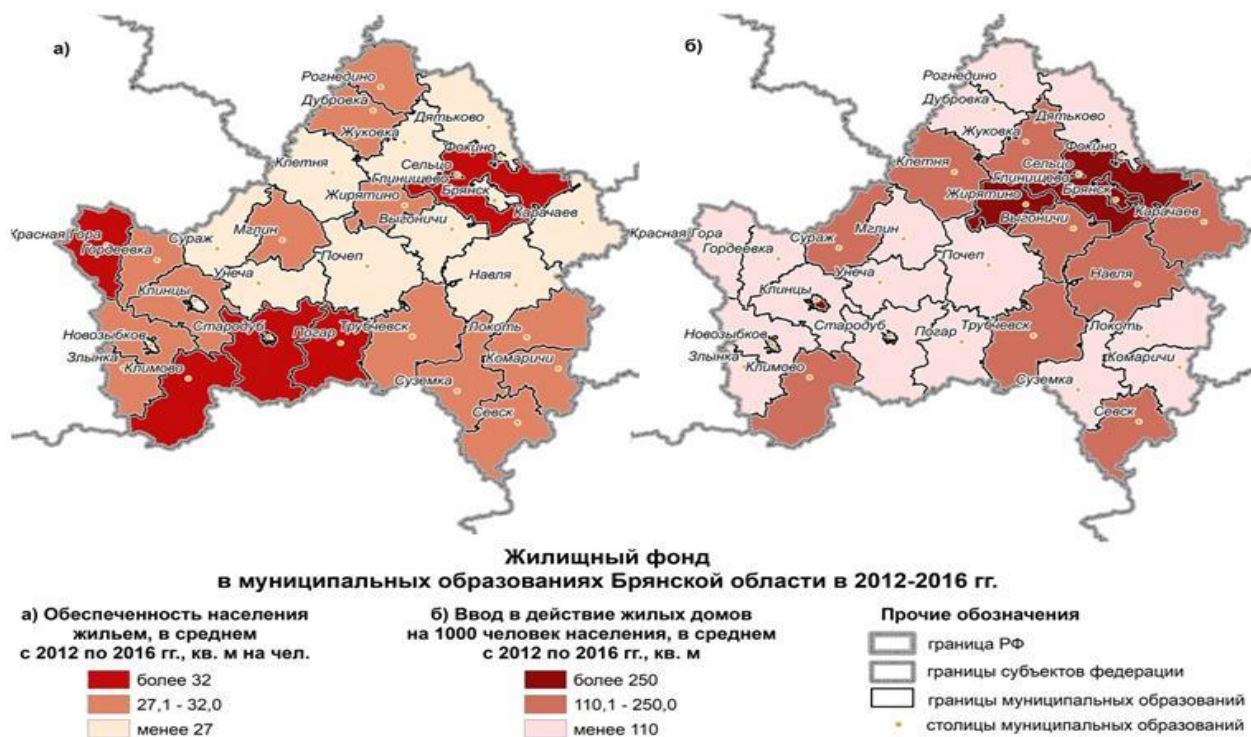 а)
Рогнедино
Дубровка
Дятьково
Жуковка
Фокино
Клетня
Сельцо
Глинищево
Жирятино
Брянск
Выгоничи
Карачаев
Красная Гора
Гордеевка
Сураж
Мглин
Почеп
Унеча
Навля
Клинцы
Стародуб
Погар
Трубчевск
Локоть
Новозыбков
Злынка
Комаричи
Климово
Суземка
Севск
б)
Рогнедино
Дубровка
Дятьково
Жуковка
Фокино
Клетня
Сельцо
Глинищево
Жирятино
Брянск
Выгоничи
Карачаев
Красная Гора
Гордеевка
Сураж
Мглин
Почеп
Унеча
Навля
Клинцы
Стародуб
Погар
Трубчевск
Локоть
Новозыбков
Злынка
Комаричи
Климово
Суземка
Севск
Жилищный фонд
в муниципальных образованиях Брянской области в 2012-2016 гг.
а) Обеспеченность населения
жильем, в среднем
с 2012 по 2016 гг., кв. м на чел.
более 32
27,1 - 32,0
менее 27
б) Ввод в действие жилых домов
на 1000 человек населения, в среднем
с 2012 по 2016 гг., кв. м
более 250
110,1 - 250,0
менее 110
Прочие обозначения
граница РФ
границы субъектов федерации
границы муниципальных образований
столицы муниципальных образований